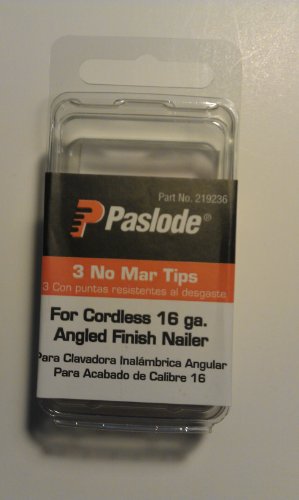 Part No. 219236
Paslode®
3 No Mar Tips
3 Con puntas resistentes al desgaste
For Cordless 16 ga.
Angled Finish Nailer
Para Clavadora Inalámbrica Angular
Para Acabado de Calibre 16